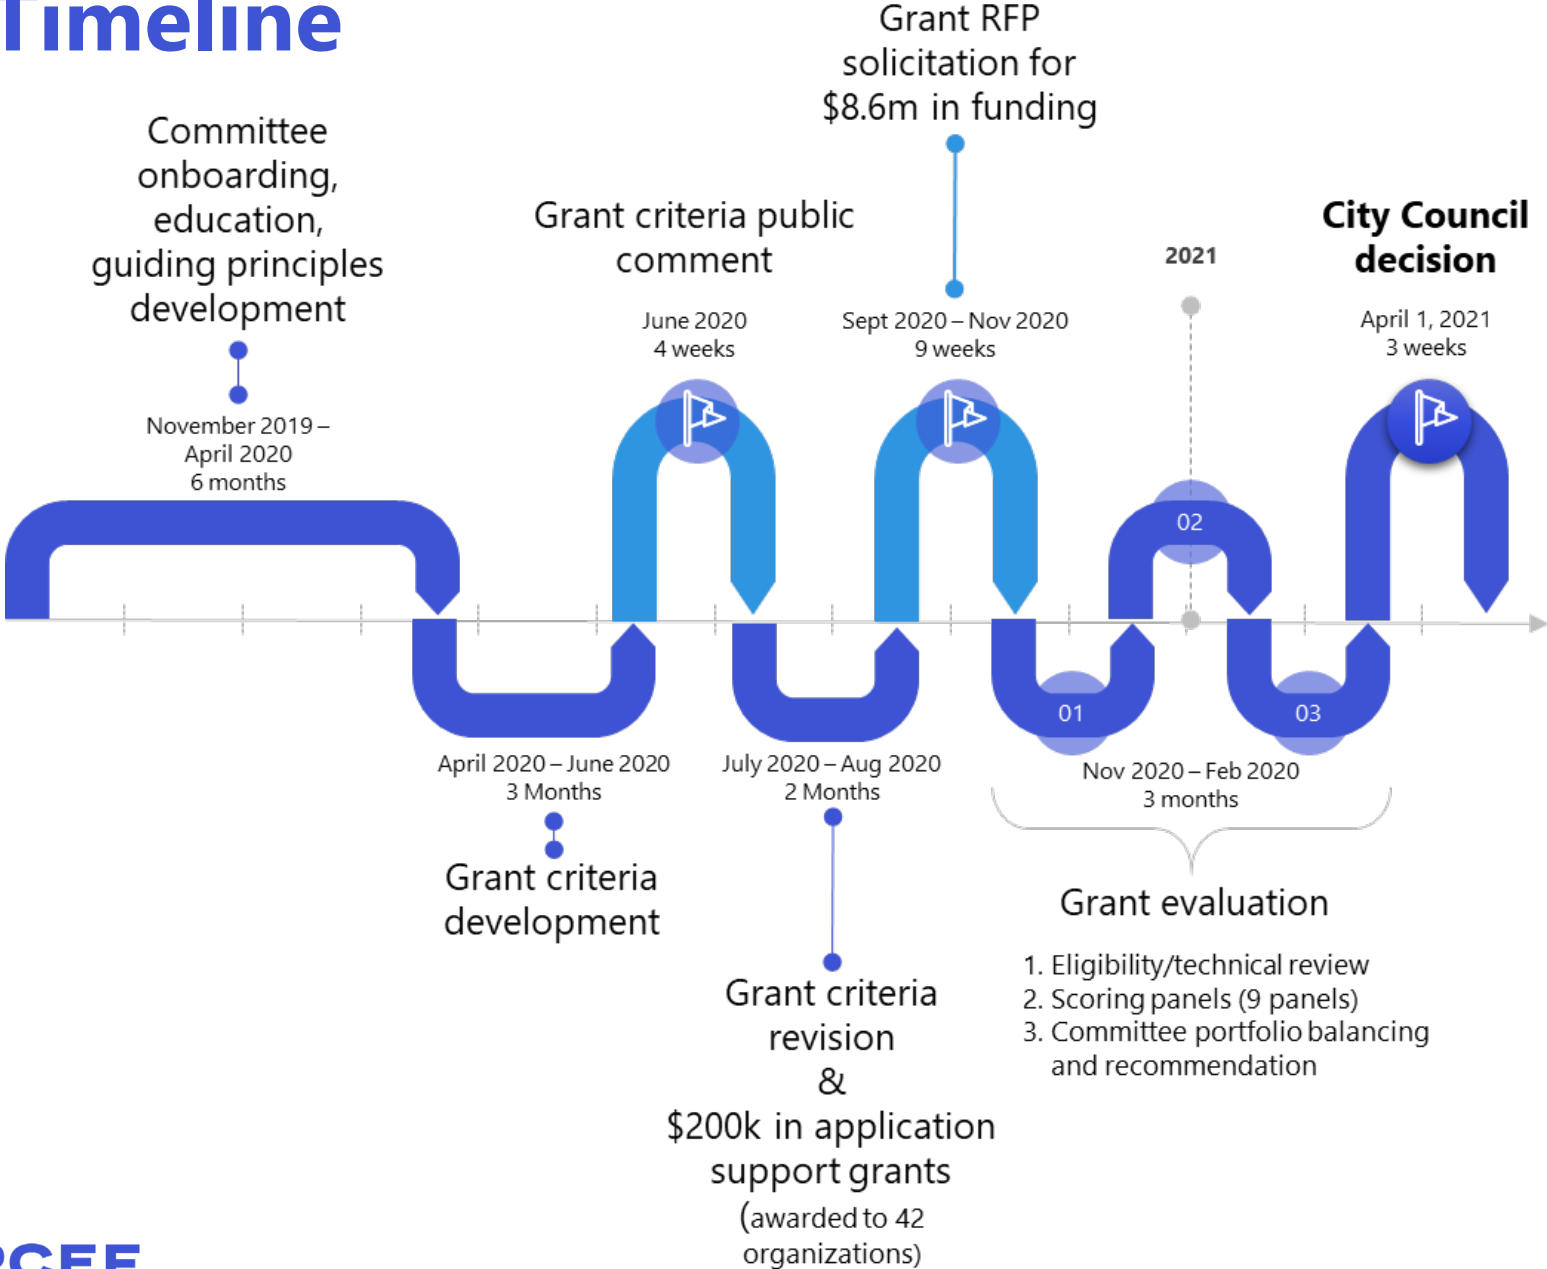 Timeline
Committee
onboarding,
education,
guiding principles
development
November 2019 –
April 2020
6 months
April 2020 – June 2020
3 Months
Grant criteria
development
Grant criteria public
comment
June 2020
4 weeks
July 2020 – Aug 2020
2 Months
Grant criteria
revision
&
$200k in application
support grants
(awarded to 42
organizations)
Grant RFP
solicitation for
$8.6m in funding
Sept 2020 – Nov 2020
9 weeks
2021
01
02
03
Nov 2020 – Feb 2020
3 months
Grant evaluation
1. Eligibility/technical review
2. Scoring panels (9 panels)
3. Committee portfolio balancing
and recommendation
City Council
decision
April 1, 2021
3 weeks
PCEF